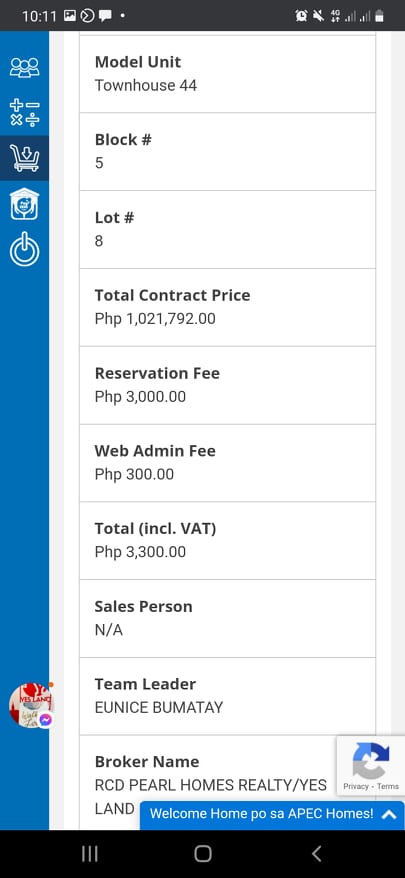 10:11
4G
Model Unit
Townhouse 44
Block #
5
Lot #
8
Total Contract Price
Php 1,021,792.00
Reservation Fee
Php 3,000.00
Web Admin Fee
Php 300.00
Total (incl. VAT)
Php 3,300.00
Sales Person
N/A
Team Leader
EUNICE BUMATAY
Broker Name
RCD PEARL HOMES REALTY/YES
LAND
YES LAND
Privacy - Terms
Welcome Home po sa APEC Homes!